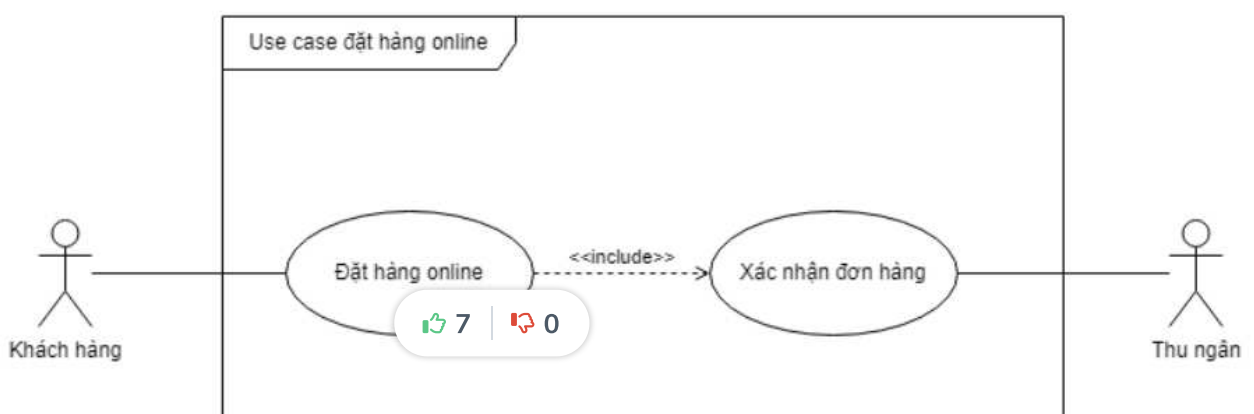 Use case đặt hàng online
Đặt hàng online
<<include>>
Xác nhận đơn hàng
7
0
Khách hàng
Thu ngân